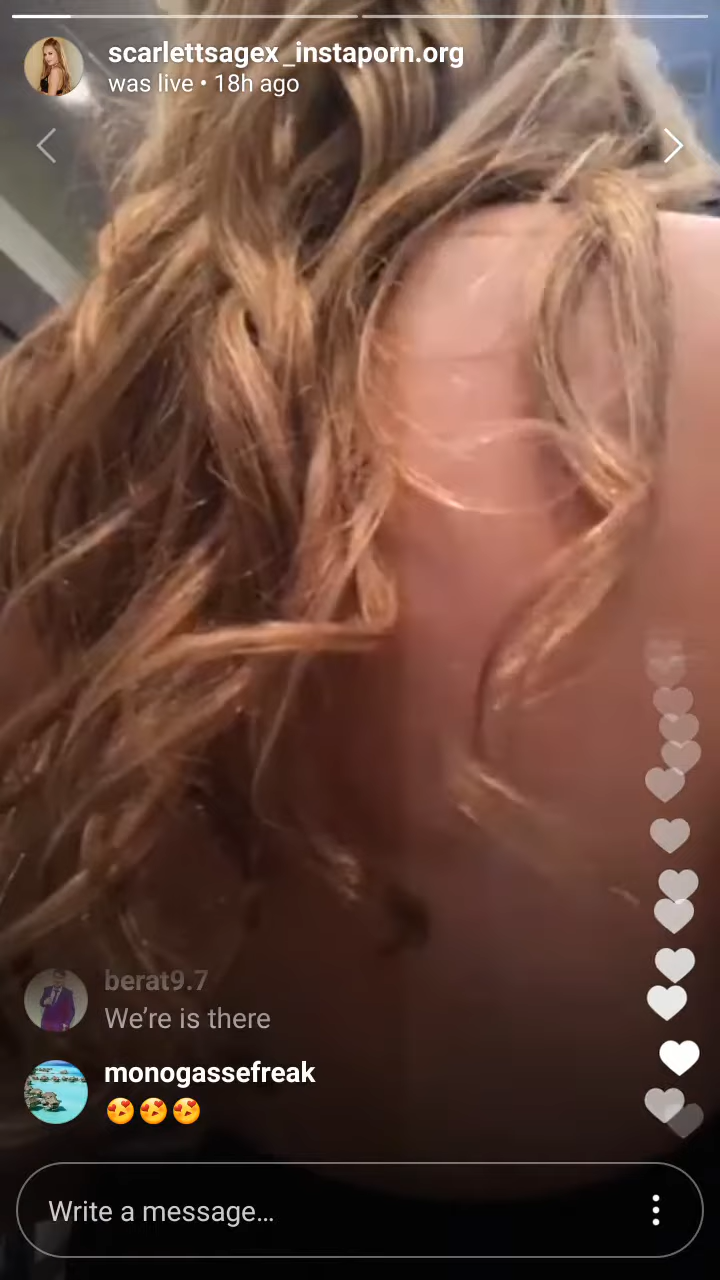 scarlettsagex_instaporn.org
was live • 18h ago
berat9.7
We’re is there
monogassefreak
😍😍😍
Write a message…